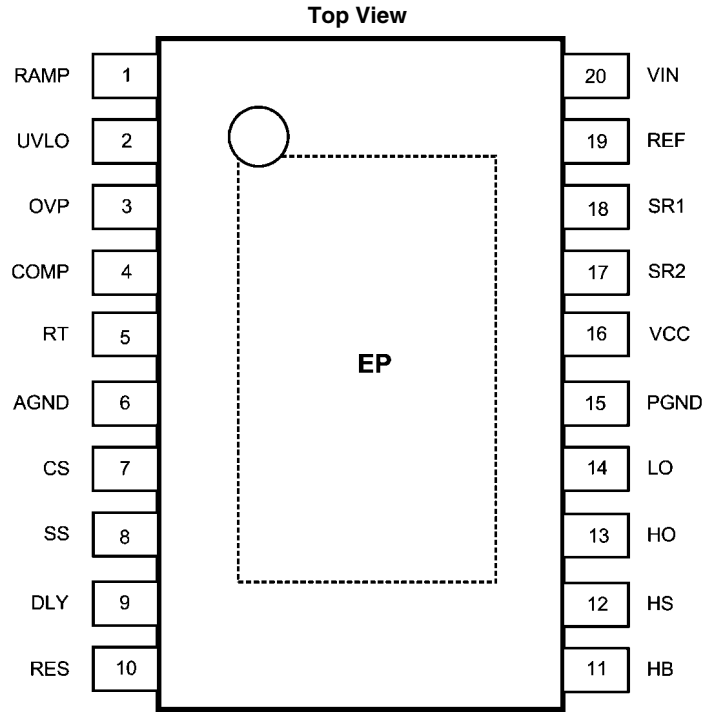 Top View
RAMP 1 20 VIN
UVLO 2 19 REF
OVP 3 18 SR1
COMP 4 17 SR2
RT 5 16 VCC
EP
AGND 6 15 PGND
CS 7 14 LO
SS 8 13 HO
DLY 9 12 HS
RES 10 11 HB